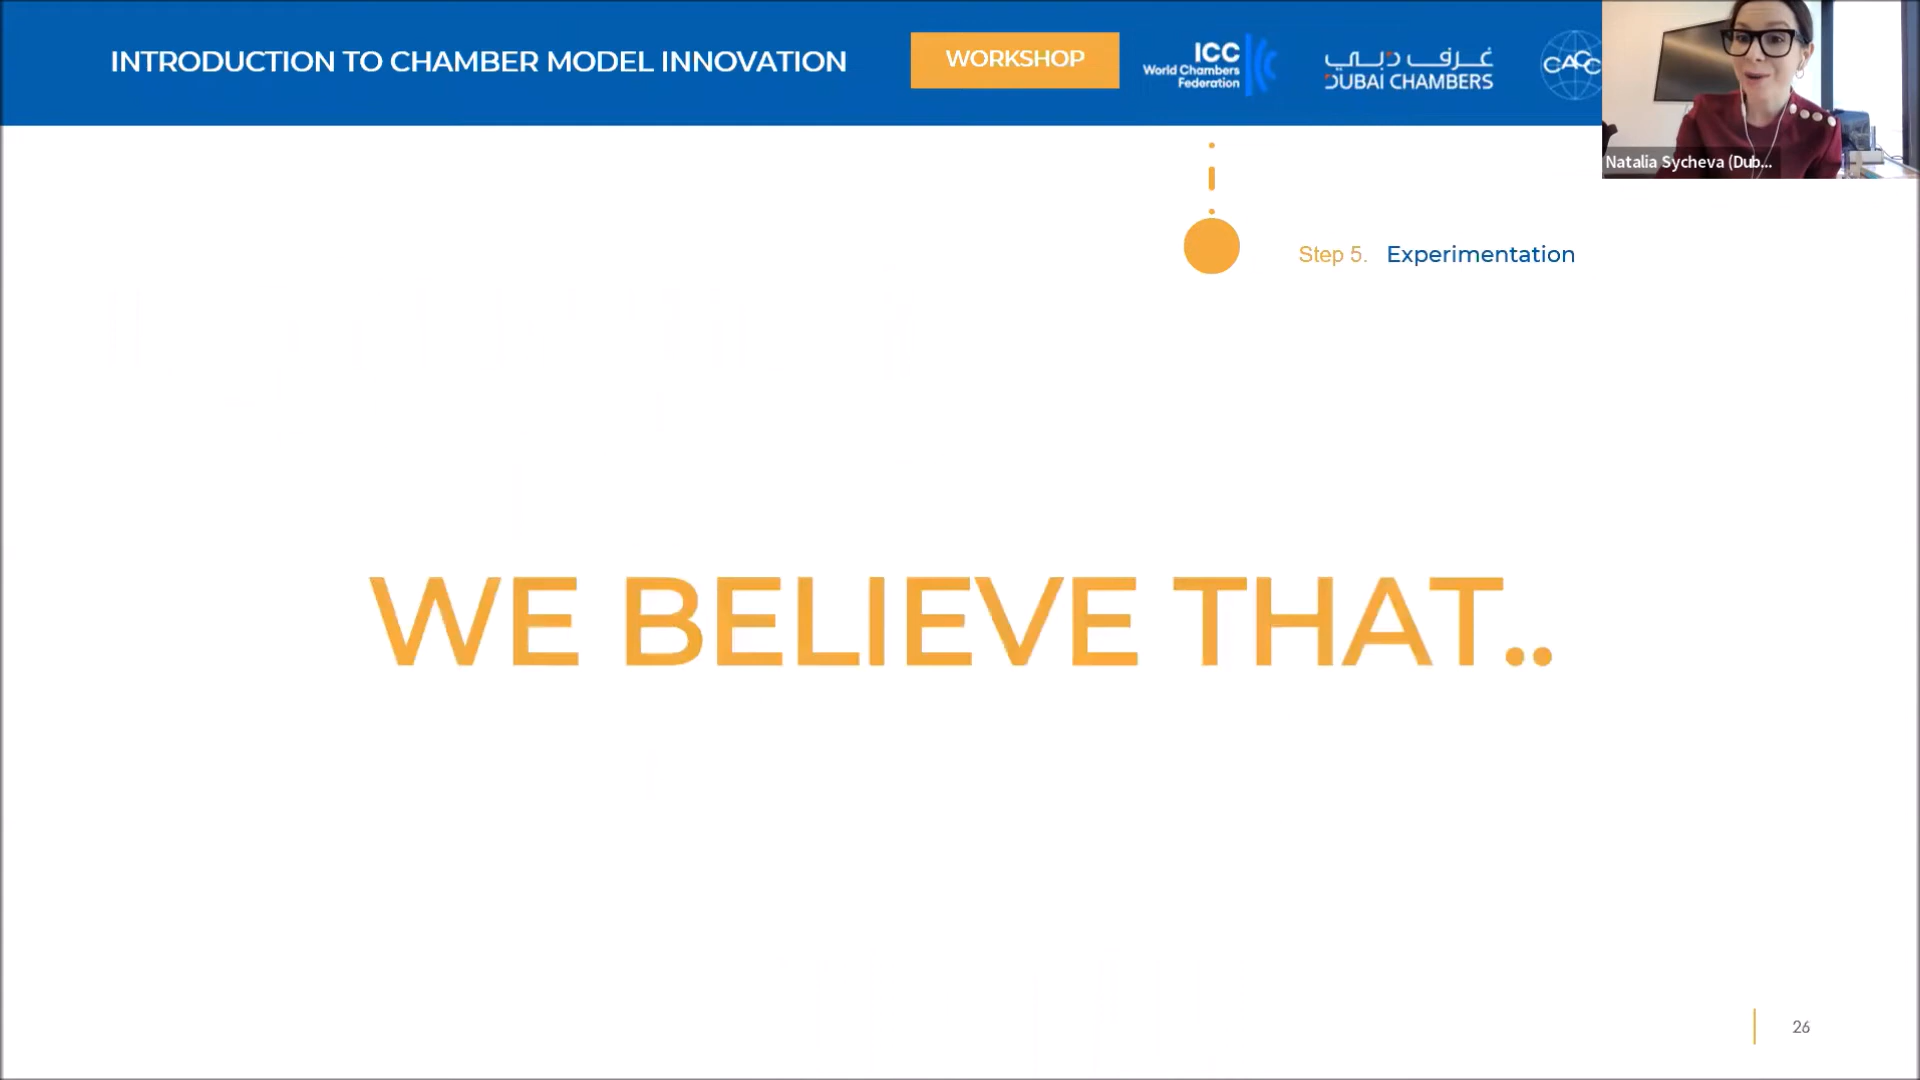 INTRODUCTION TO CHAMBER MODEL INNOVATION
WORKSHOP
ICC
World Chambers
Federation
غرف دبي
DUBAI CHAMBERS
CACC
Natalia Sycheva (Dub...
Step 5. Experimentation
WE BELIEVE THAT..
26